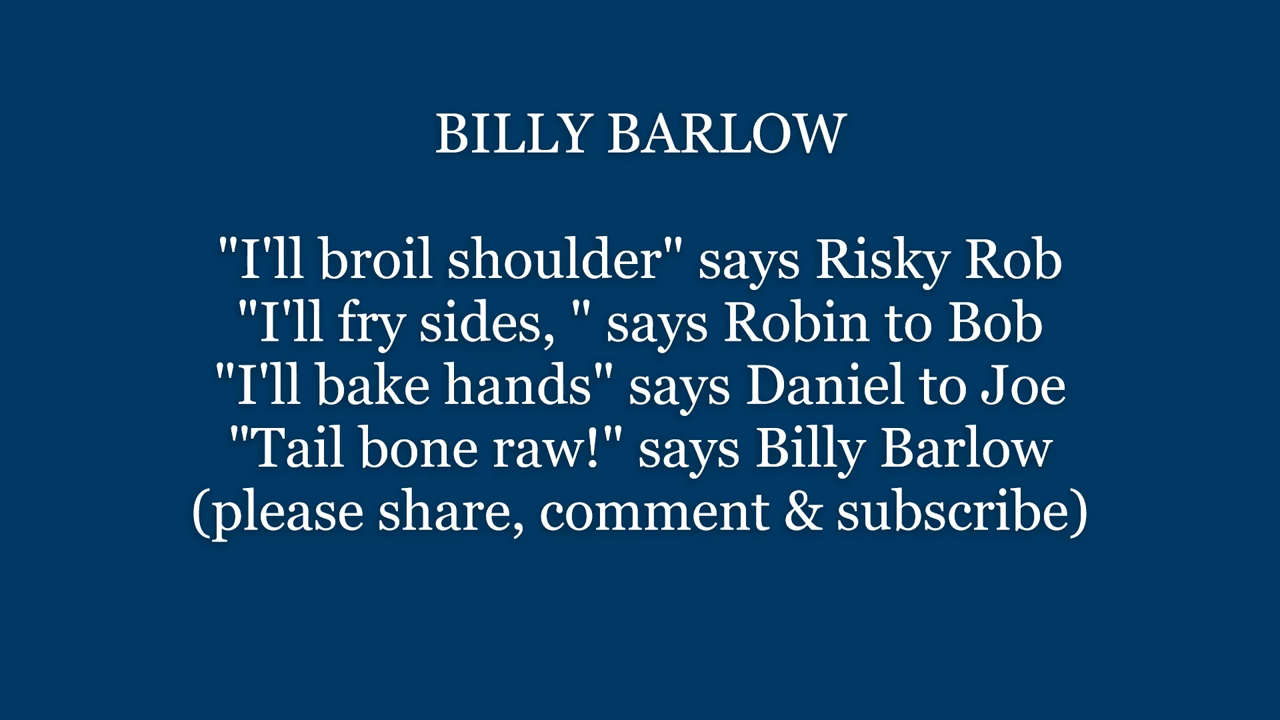 BILLY BARLOW
"I'll broil shoulder" says Risky Rob
"I'll fry sides, " says Robin to Bob
"I'll bake hands" says Daniel to Joe
"Tail bone raw!" says Billy Barlow
(please share, comment & subscribe)